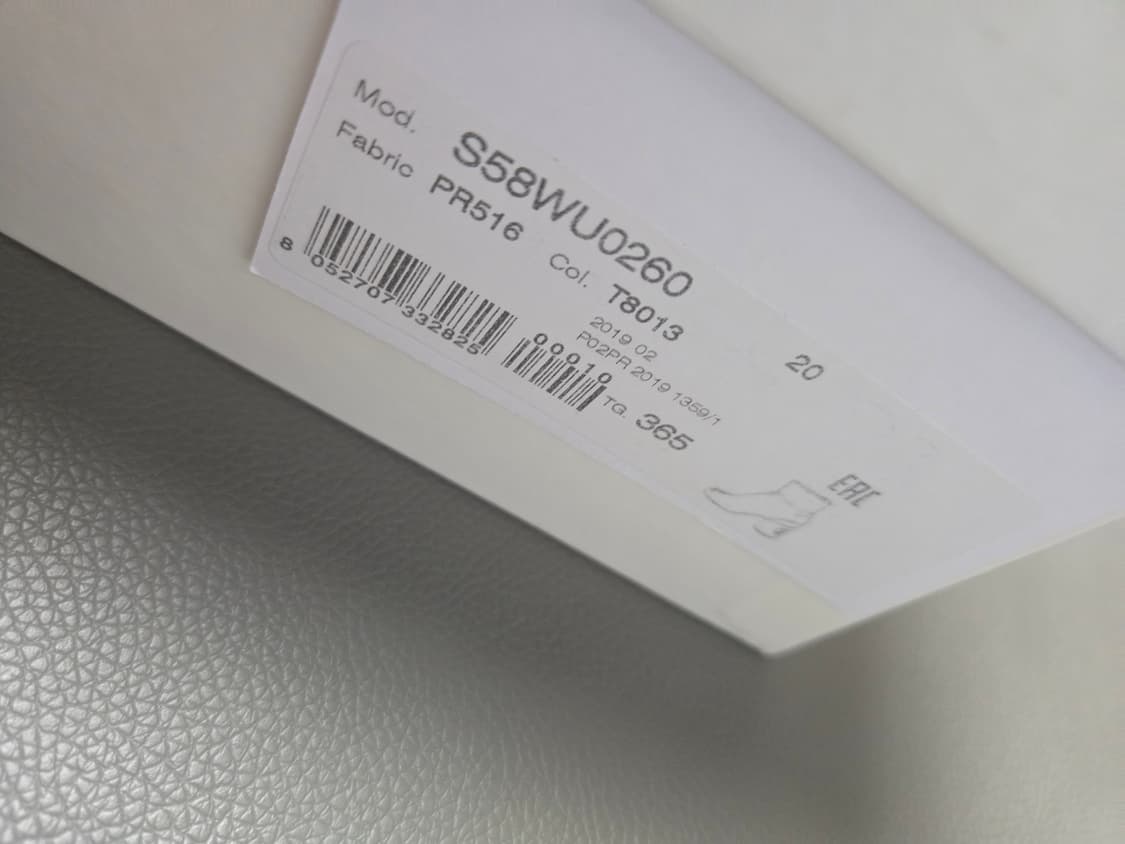 Mod. S58WU0260
Fabric PR516 Col. T8013 20
2019 02
P02PR 2019 1359/1
8 052707 332825 00010 TG. 365
EAC